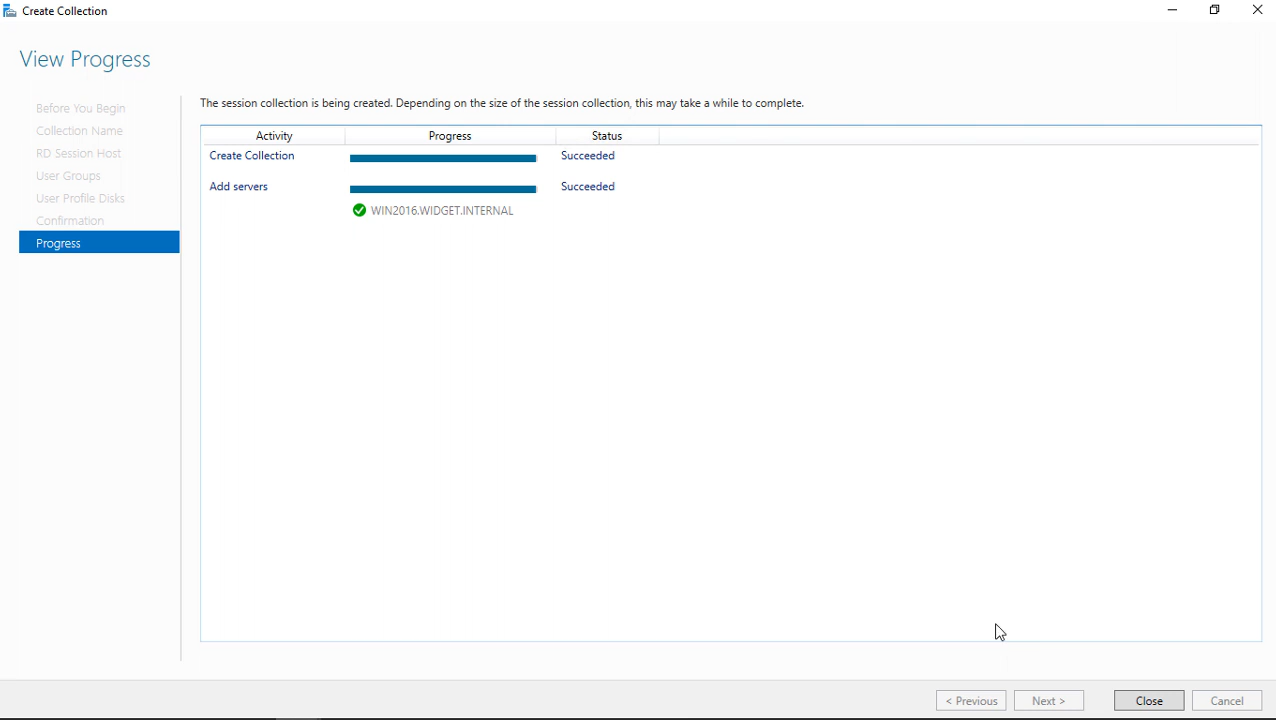 Create Collection
View Progress
Before You Begin
Collection Name
RD Session Host
User Groups
User Profile Disks
Confirmation
Progress
The session collection is being created. Depending on the size of the session collection, this may take a while to complete.
Activity Progress Status
Create Collection Succeeded
Add servers Succeeded
WIN2016.WIDGET.INTERNAL
< Previous Next > Close Cancel